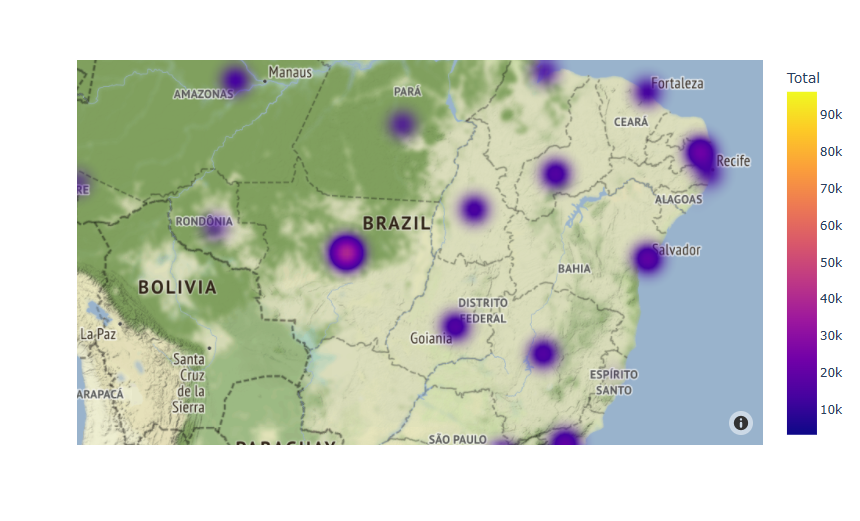 Manaus
AMAZONAS
PARÁ
Fortaleza
CEARÁ
Recife
RE
ALAGOAS
RONDÔNIA
BRAZIL
Salvador
BAHIA
BOLIVIA
DISTRITO
FEDERAL
La Paz
Goiania
Santa
Cruz
de la
Sierra
ESPÍRITO
SANTO
ARAPACÁ
SÃO PAULO
PARAGUAY
Total
90k
80k
70k
60k
50k
40k
30k
20k
10k